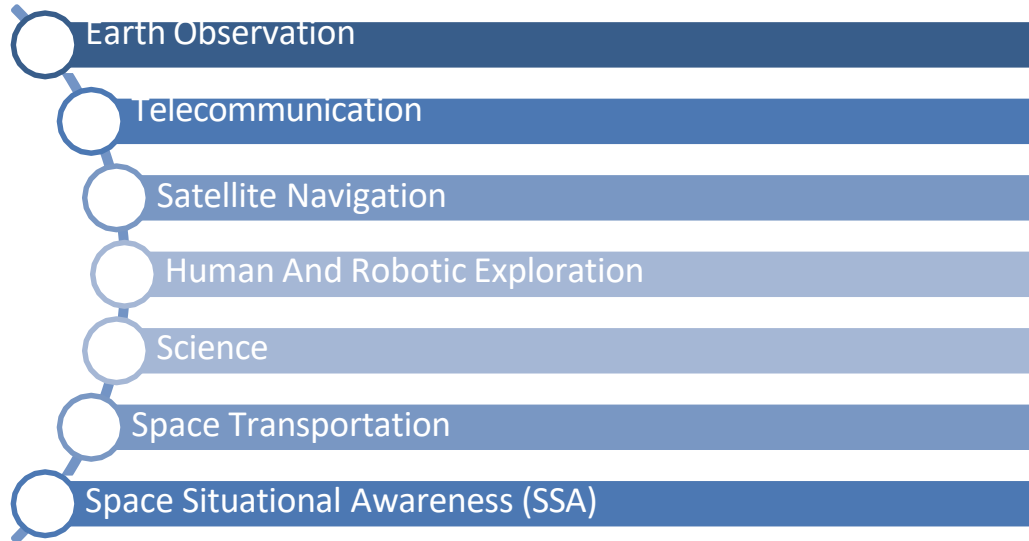 Earth Observation
Telecommunication
Satellite Navigation
Human And Robotic Exploration
Science
Space Transportation
Space Situational Awareness (SSA)